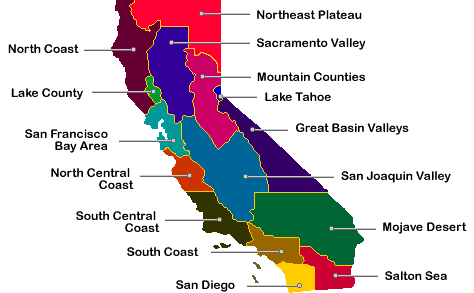 Northeast Plateau
Sacramento Valley
North Coast
Mountain Counties
Lake County
Lake Tahoe
Great Basin Valleys
San Francisco
Bay Area
North Central
Coast
San Joaquin Valley
South Central
Coast
Mojave Desert
South Coast
Salton Sea
San Diego